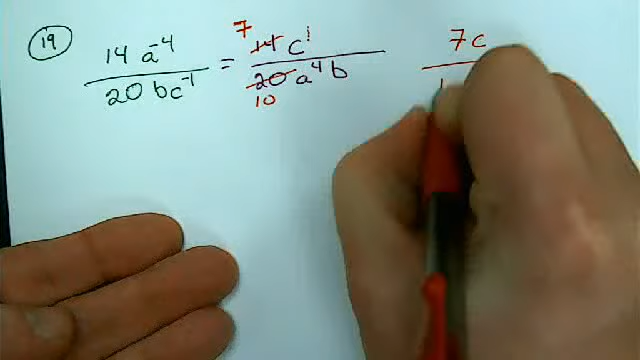 19
14 a⁻⁴ / 20 bc⁻¹ = 7 14 c¹ / 20 10 a⁴ b
7c